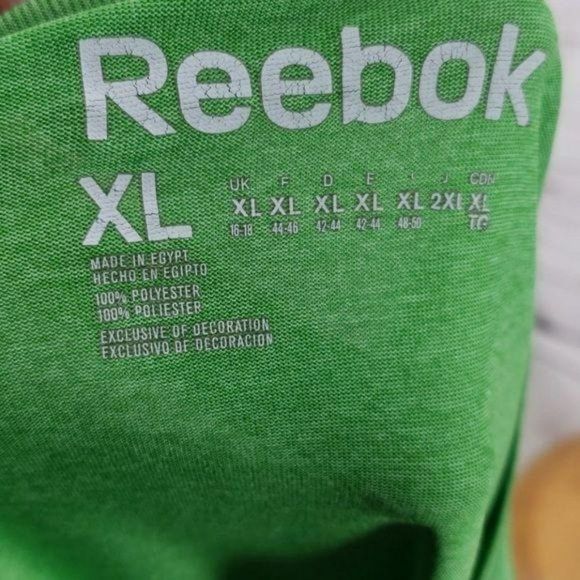 Reebok
XL
UK F D E I J CDN
XL XL XL XL XL 2XL XL
16-18 44-46 42-44 42-44 48-50 TG
MADE IN EGYPT
HECHO EN EGIPTO
100% POLYESTER
100% POLIESTER
EXCLUSIVE OF DECORATION
EXCLUSIVO DE DECORACION